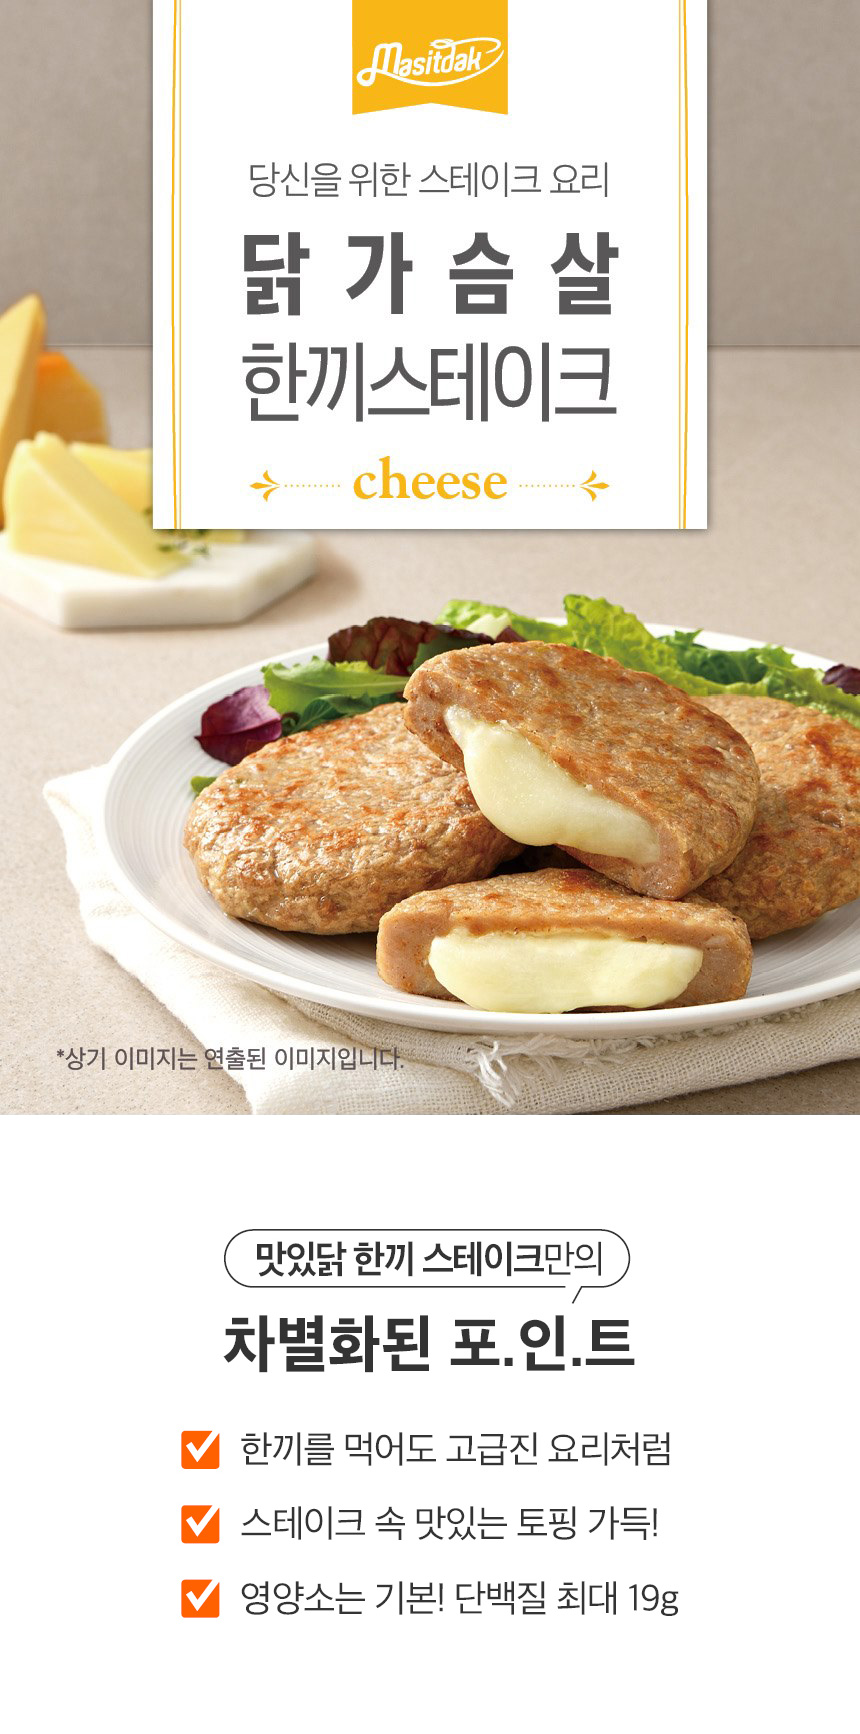 Masitdak
당신을 위한 스테이크 요리
닭가슴살
한끼스테이크
cheese
*상기 이미지는 연출된 이미지입니다.
맛있닭 한끼 스테이크만의
차별화된 포.인.트
한끼를 먹어도 고급진 요리처럼
스테이크 속 맛있는 토핑 가득!
영양소는 기본! 단백질 최대 19g